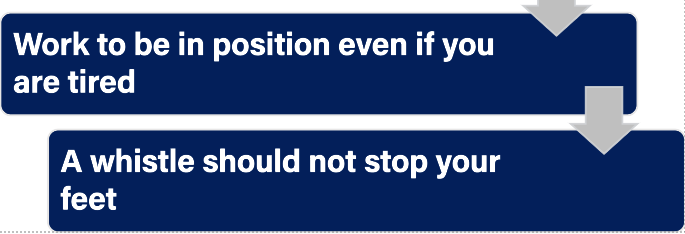 Work to be in position even if you
are tired
A whistle should not stop your
feet